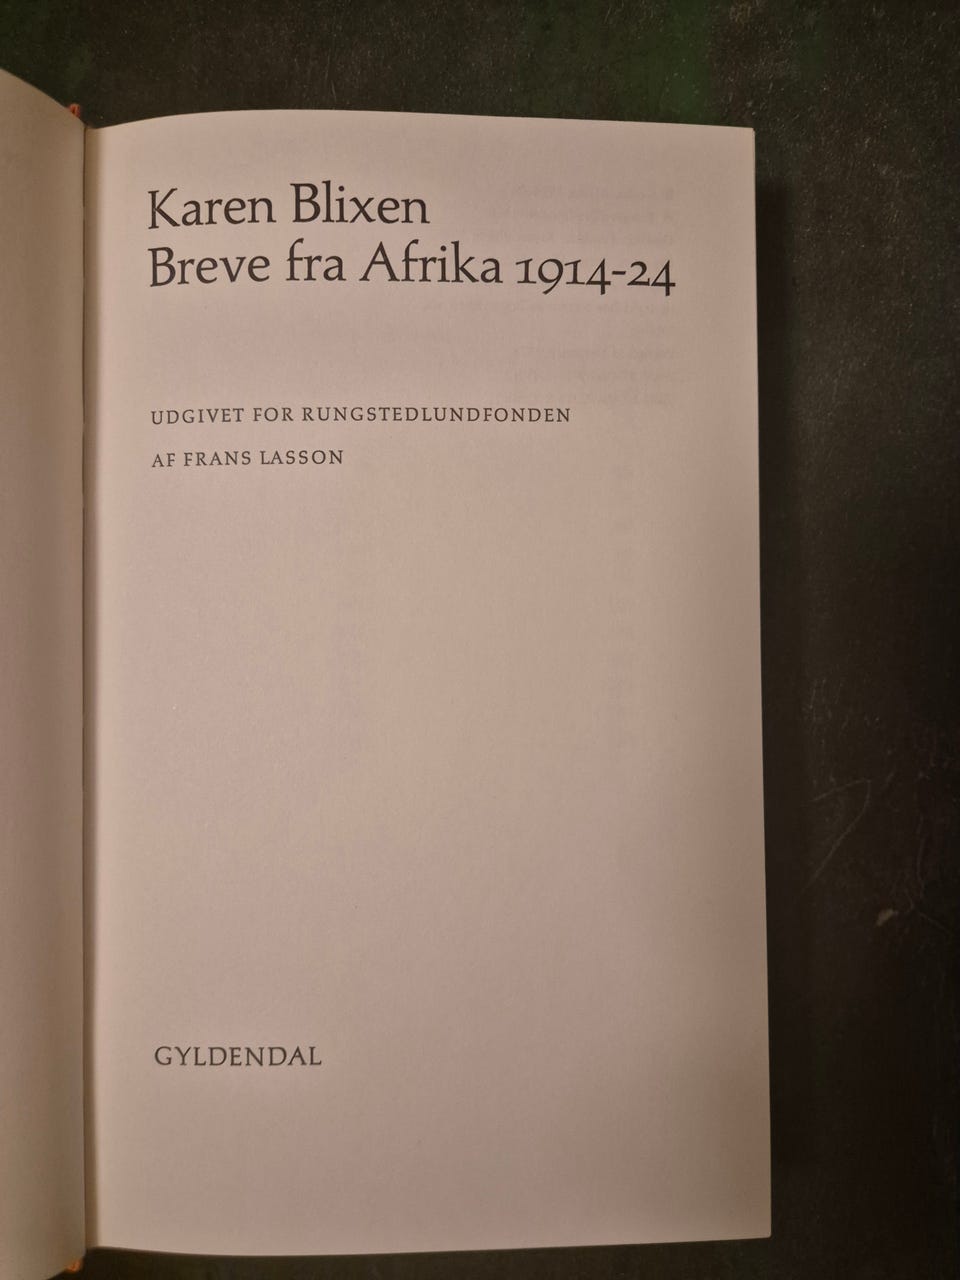 Karen Blixen
Breve fra Afrika 1914-24
UDGIVET FOR RUNGSTEDLUNDFONDEN
AF FRANS LASSON
GYLDENDAL